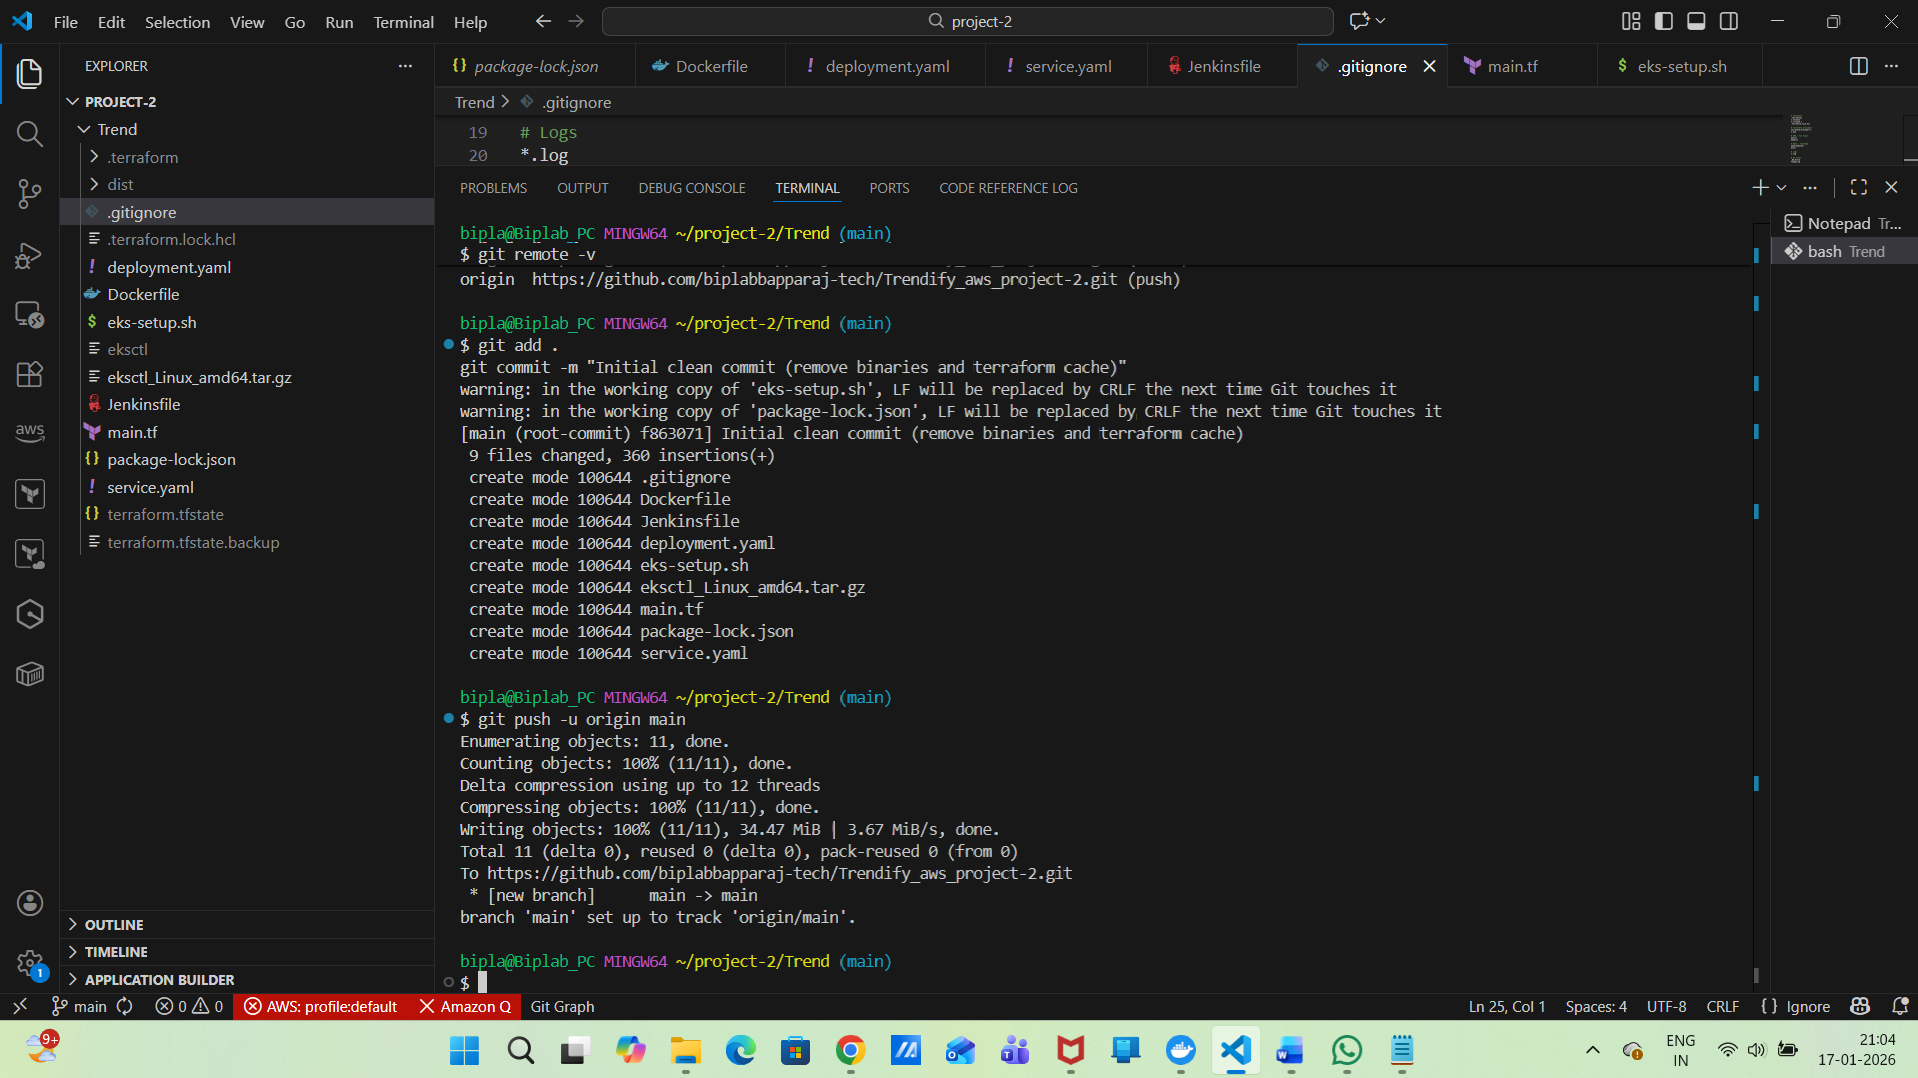 File Edit Selection View Go Run Terminal Help
project-2
EXPLORER
PROJECT-2
Trend
.terraform
dist
.gitignore
.terraform.lock.hcl
deployment.yaml
Dockerfile
eks-setup.sh
eksctl
eksctl_Linux_amd64.tar.gz
Jenkinsfile
main.tf
package-lock.json
service.yaml
terraform.tfstate
terraform.tfstate.backup
OUTLINE
TIMELINE
APPLICATION BUILDER
aws
1
package-lock.json Dockerfile deployment.yaml service.yaml Jenkinsfile .gitignore main.tf eks-setup.sh
Trend > .gitignore
19 # Logs
20 *.log
PROBLEMS OUTPUT DEBUG CONSOLE TERMINAL PORTS CODE REFERENCE LOG
Notepad Tr...
bash Trend
bipla@Biplab_PC MINGW64 ~/project-2/Trend (main)
$ git remote -v
origin  https://github.com/biplabbapparaj-tech/Trendify_aws_project-2.git (push)
bipla@Biplab_PC MINGW64 ~/project-2/Trend (main)
$ git add .
git commit -m "Initial clean commit (remove binaries and terraform cache)"
warning: in the working copy of 'eks-setup.sh', LF will be replaced by CRLF the next time Git touches it
warning: in the working copy of 'package-lock.json', LF will be replaced by CRLF the next time Git touches it
[main (root-commit) f863071] Initial clean commit (remove binaries and terraform cache)
9 files changed, 360 insertions(+)
create mode 100644 .gitignore
create mode 100644 Dockerfile
create mode 100644 Jenkinsfile
create mode 100644 deployment.yaml
create mode 100644 eks-setup.sh
create mode 100644 eksctl_Linux_amd64.tar.gz
create mode 100644 main.tf
create mode 100644 package-lock.json
create mode 100644 service.yaml
bipla@Biplab_PC MINGW64 ~/project-2/Trend (main)
$ git push -u origin main
Enumerating objects: 11, done.
Counting objects: 100% (11/11), done.
Delta compression using up to 12 threads
Compressing objects: 100% (11/11), done.
Writing objects: 100% (11/11), 34.47 MiB | 3.67 MiB/s, done.
Total 11 (delta 0), reused 0 (delta 0), pack-reused 0 (from 0)
To https://github.com/biplabbapparaj-tech/Trendify_aws_project-2.git
* [new branch]      main -> main
branch 'main' set up to track 'origin/main'.
bipla@Biplab_PC MINGW64 ~/project-2/Trend (main)
$
main 0 0 AWS: profile:default Amazon Q Git Graph Ln 25, Col 1 Spaces: 4 UTF-8 CRLF {} Ignore
9+
ENG
IN
21:04
17-01-2026